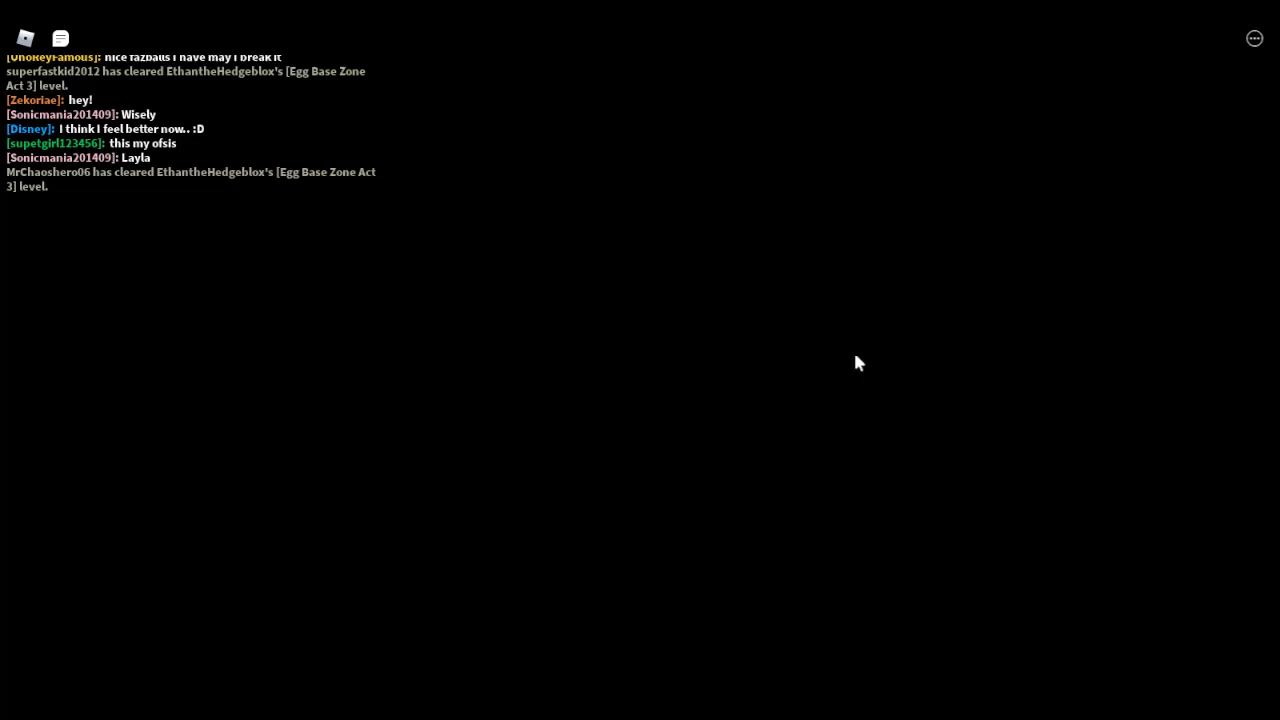 [UnoReyFamous]: nice fazballs I have may I break it
superfastkid2012 has cleared EthantheHedgeblox's [Egg Base Zone
Act 3] level.
[Zekoriae]: hey!
[Sonicmania201409]: Wisely
[Disney]: I think I feel better now.. :D
[supetgirl123456]: this my ofsis
[Sonicmania201409]: Layla
MrChaoshero06 has cleared EthantheHedgeblox's [Egg Base Zone Act
3] level.